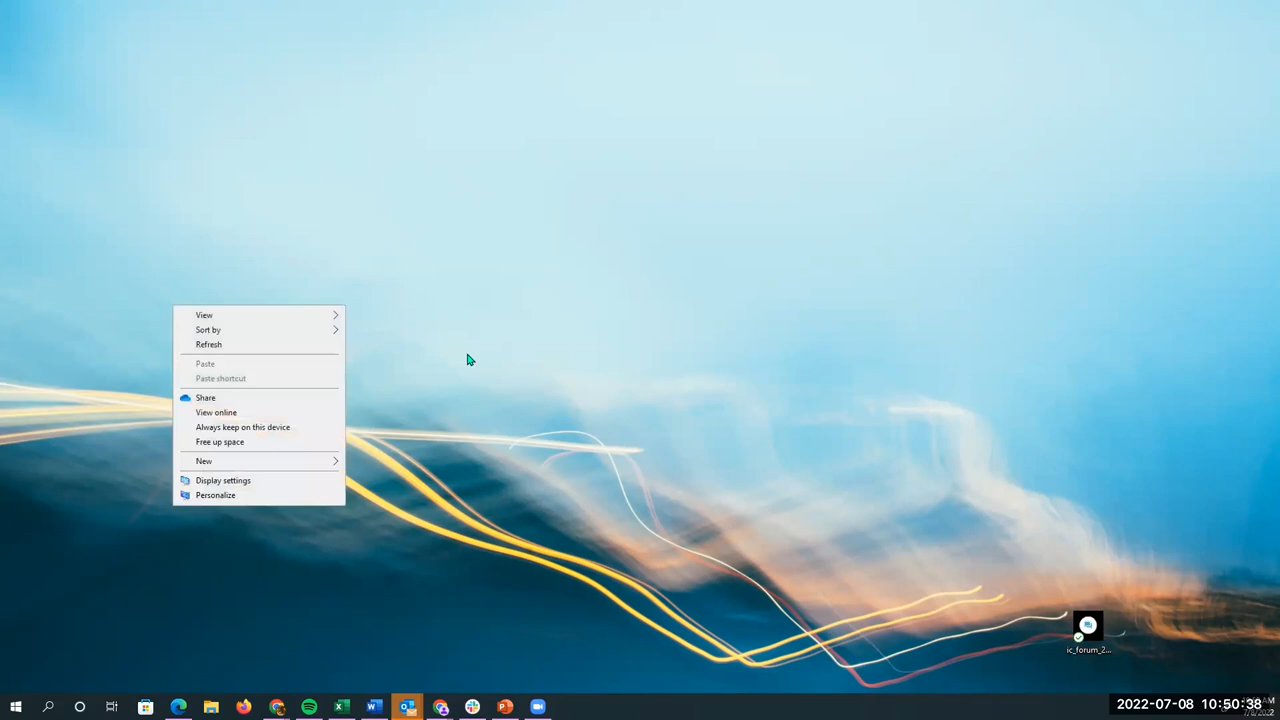 View
Sort by
Refresh
Paste
Paste shortcut
Share
View online
Always keep on this device
Free up space
New
Display settings
Personalize
ic_forum_2...
2022-07-08 10:50:38